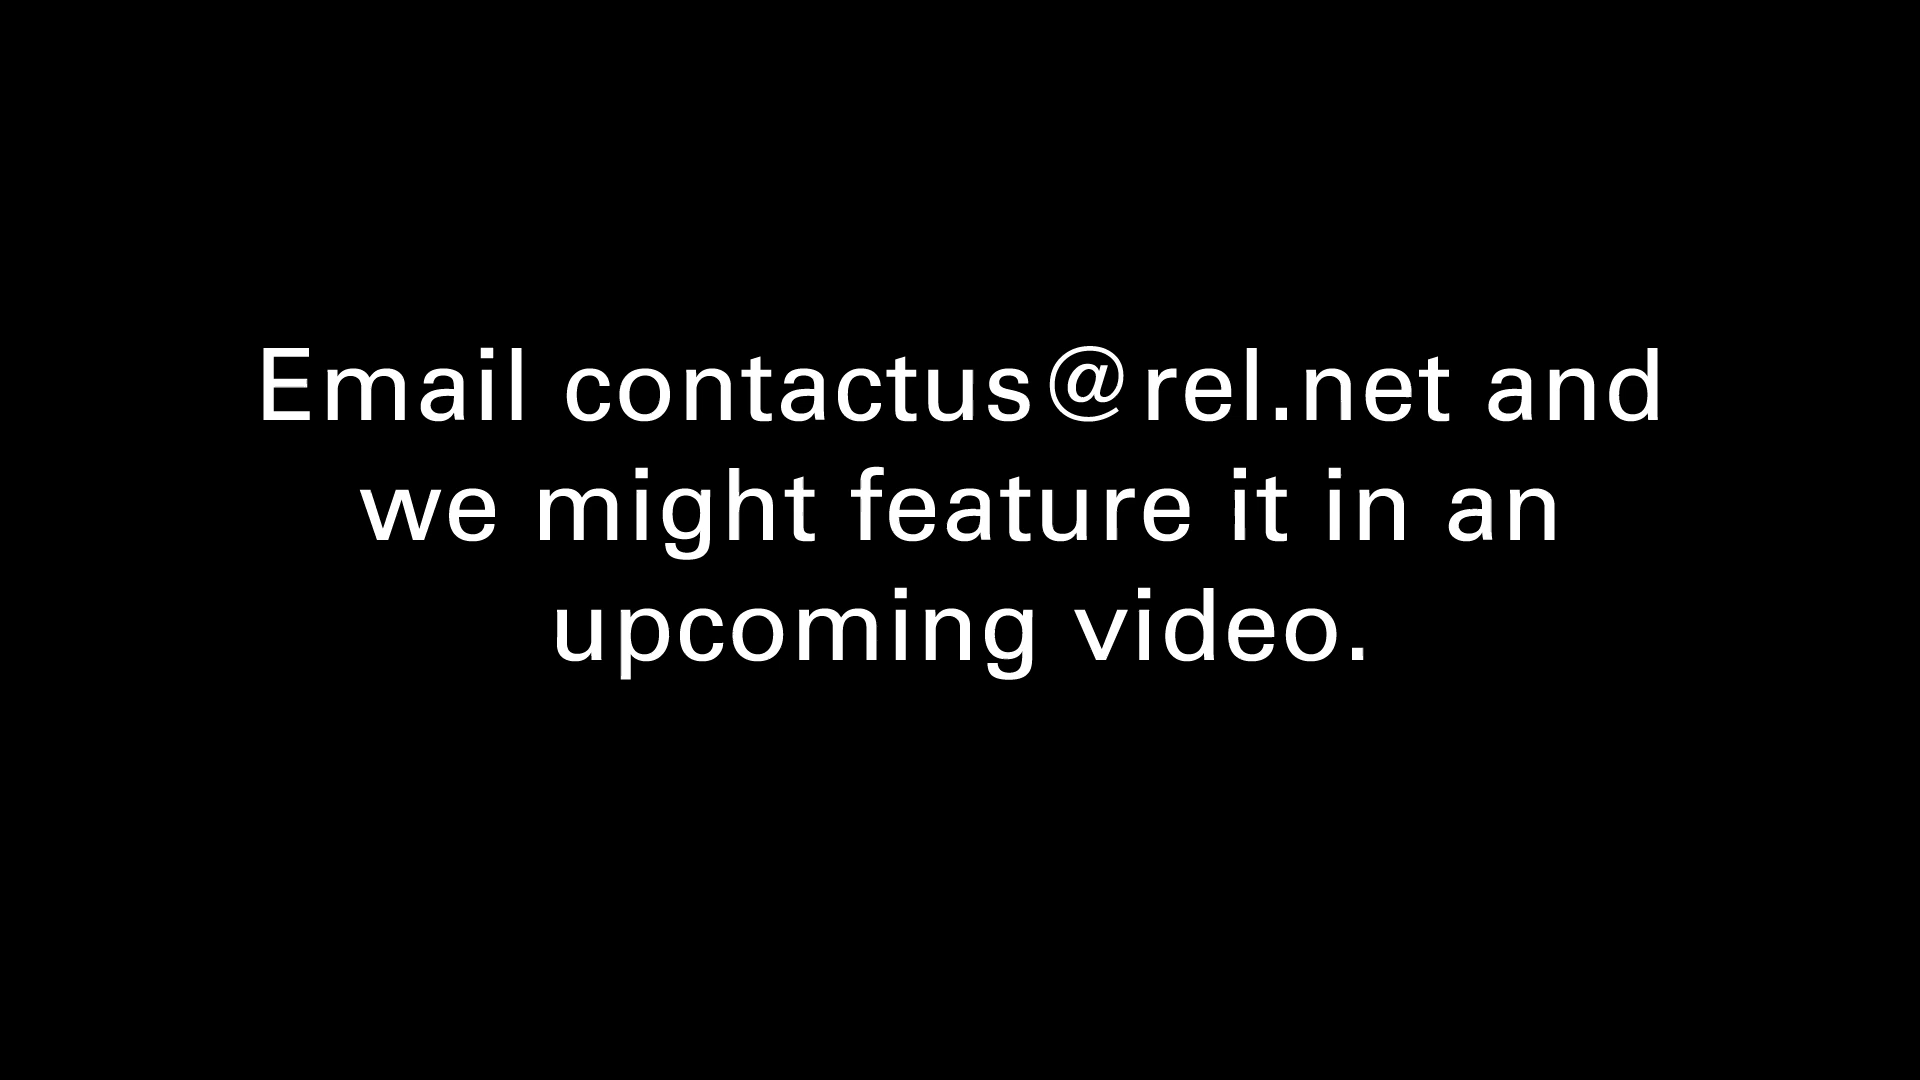 Email contactus@rel.net and
we might feature it in an
upcoming video.